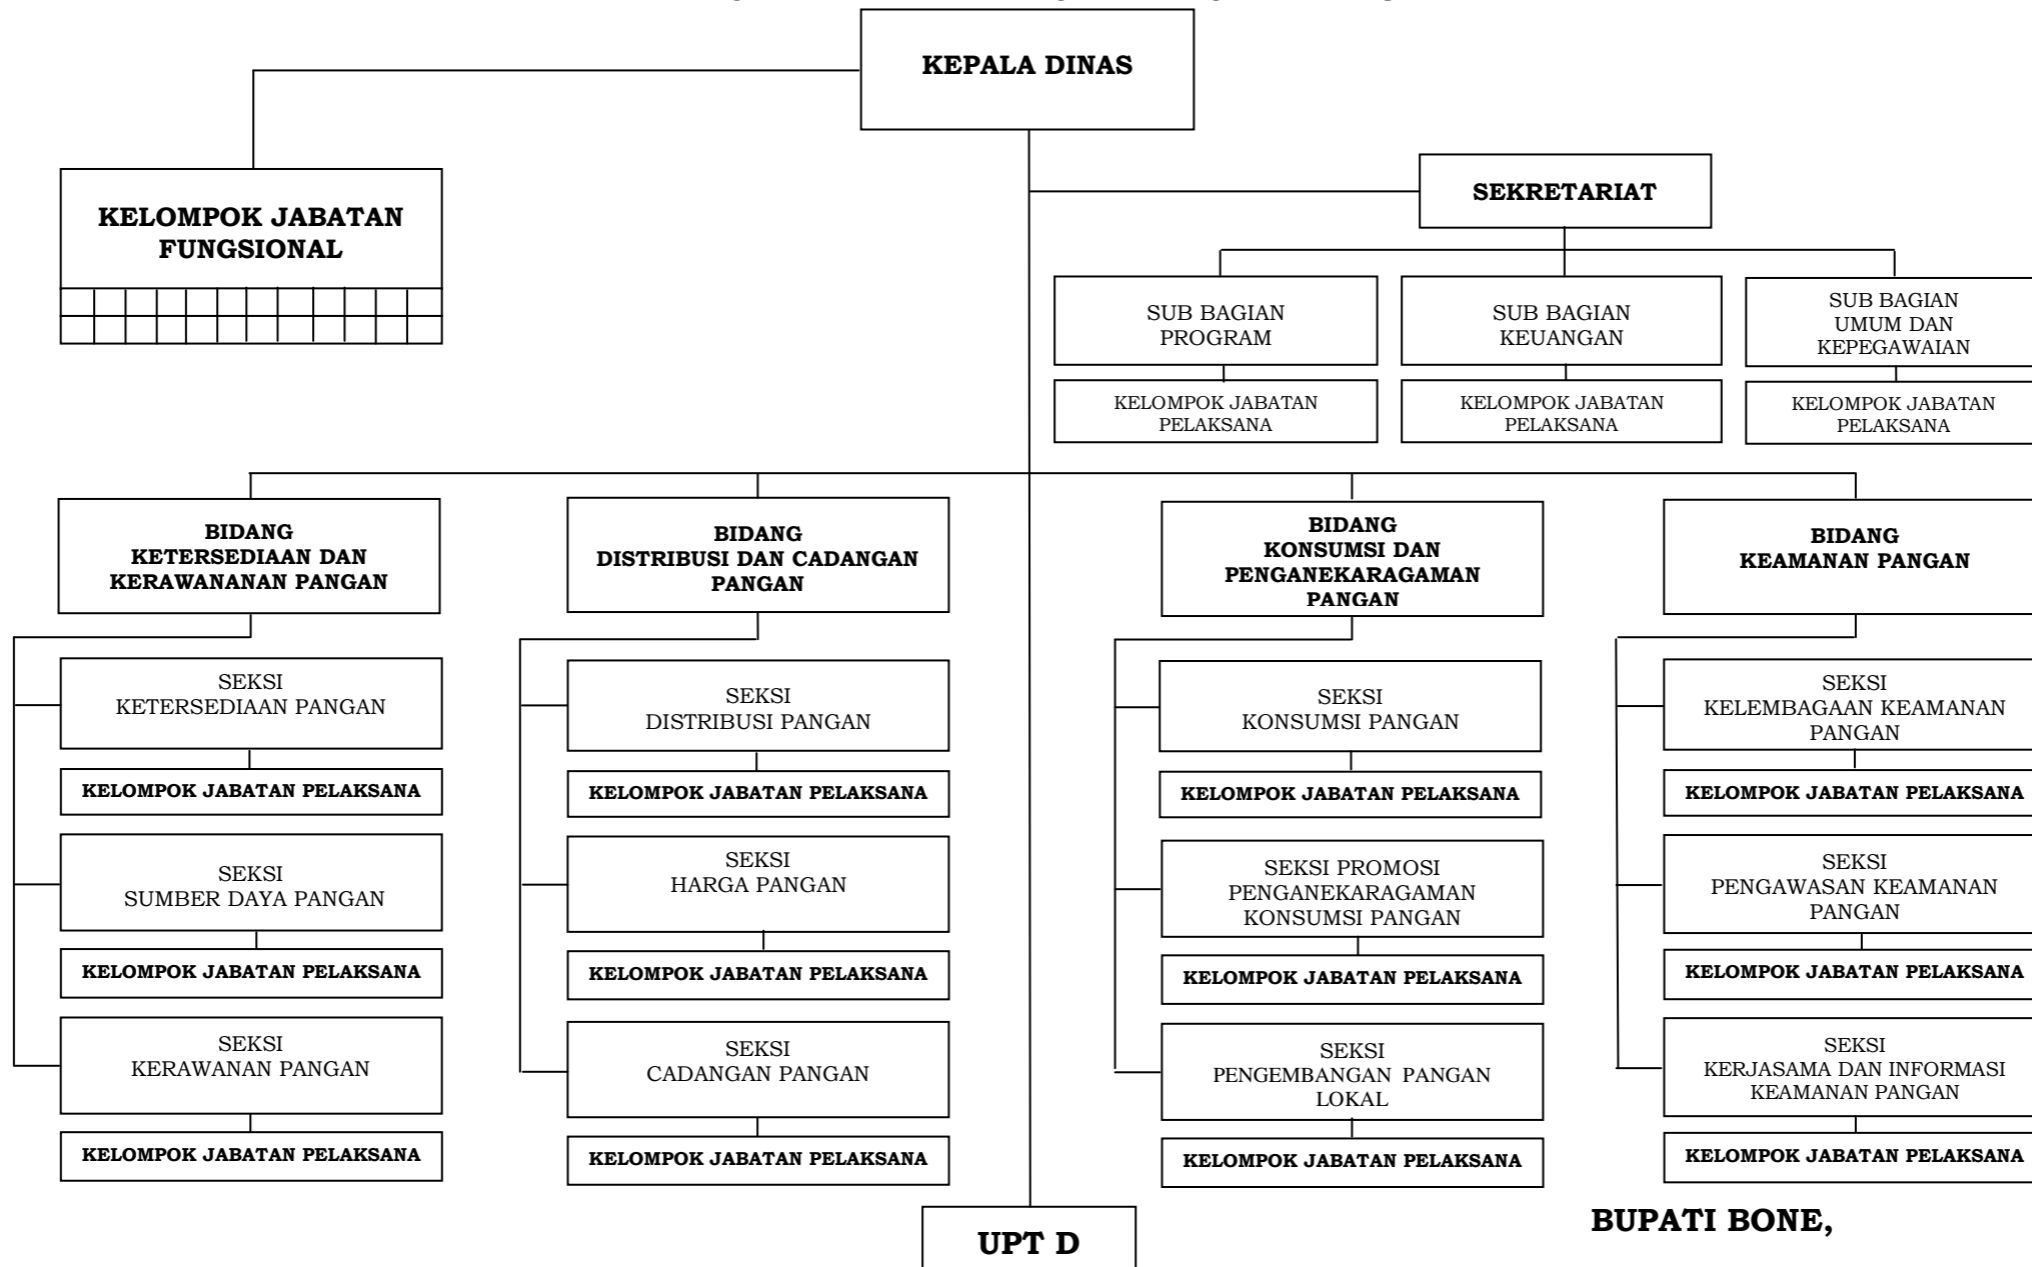 KEPALA DINAS
KELOMPOK JABATAN
FUNGSIONAL
SEKRETARIAT
SUB BAGIAN
PROGRAM
SUB BAGIAN
KEUANGAN
SUB BAGIAN
UMUM DAN
KEPEGAWAIAN
KELOMPOK JABATAN
PELAKSANA
KELOMPOK JABATAN
PELAKSANA
KELOMPOK JABATAN
PELAKSANA
BIDANG
KETERSEDIAAN DAN
KERAWANANAN PANGAN
BIDANG
DISTRIBUSI DAN CADANGAN
PANGAN
BIDANG
KONSUMSI DAN
PENGANEKARAGAMAN
PANGAN
BIDANG
KEAMANAN PANGAN
SEKSI
KETERSEDIAAN PANGAN
SEKSI
DISTRIBUSI PANGAN
SEKSI
KONSUMSI PANGAN
SEKSI
KELEMBAGAAN KEAMANAN
PANGAN
KELOMPOK JABATAN PELAKSANA
KELOMPOK JABATAN PELAKSANA
KELOMPOK JABATAN PELAKSANA
KELOMPOK JABATAN PELAKSANA
SEKSI
SUMBER DAYA PANGAN
SEKSI
HARGA PANGAN
SEKSI PROMOSI
PENGANEKARAGAMAN
KONSUMSI PANGAN
SEKSI
PENGAWASAN KEAMANAN
PANGAN
KELOMPOK JABATAN PELAKSANA
KELOMPOK JABATAN PELAKSANA
KELOMPOK JABATAN PELAKSANA
KELOMPOK JABATAN PELAKSANA
SEKSI
KERAWANAN PANGAN
SEKSI
CADANGAN PANGAN
SEKSI
PENGEMBANGAN PANGAN
LOKAL
SEKSI
KERJASAMA DAN INFORMASI
KEAMANAN PANGAN
KELOMPOK JABATAN PELAKSANA
KELOMPOK JABATAN PELAKSANA
KELOMPOK JABATAN PELAKSANA
KELOMPOK JABATAN PELAKSANA
UPT D
BUPATI BONE,